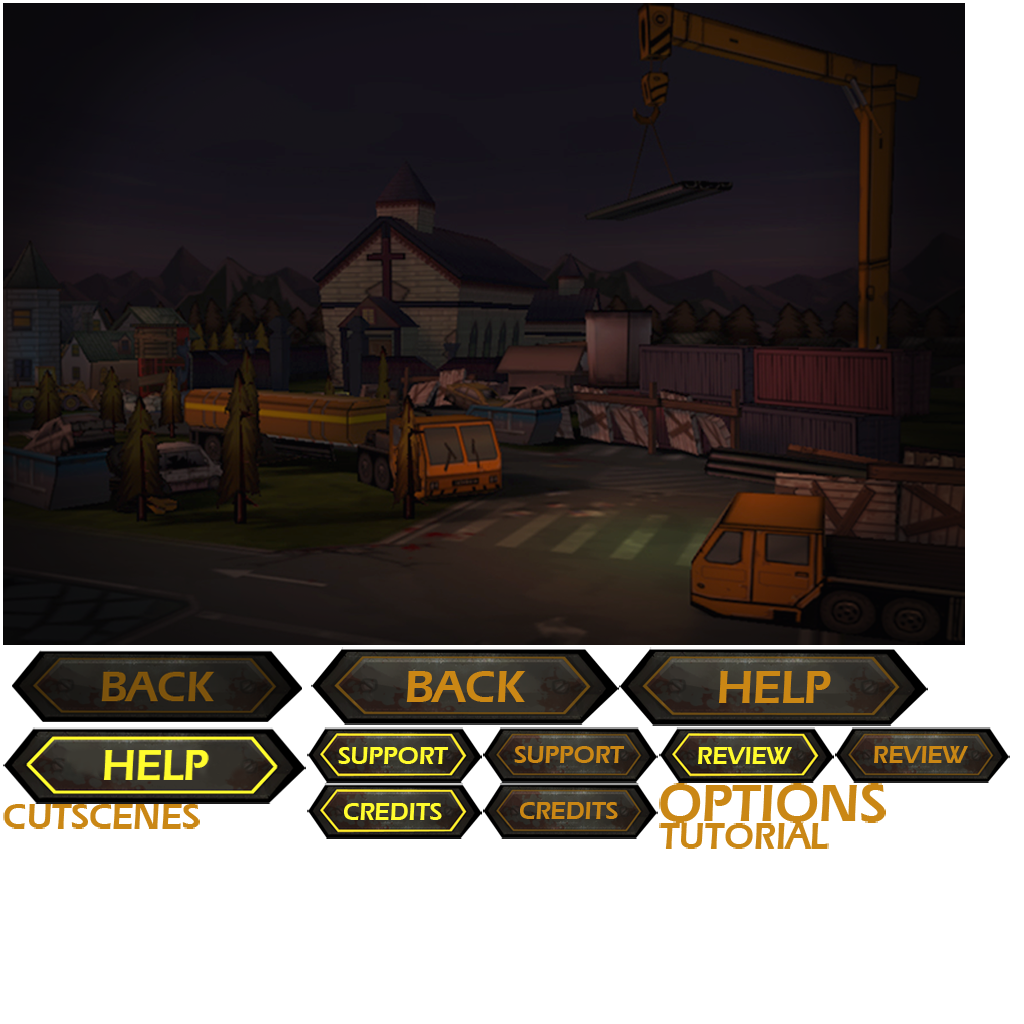 BACK
BACK
HELP
HELP
SUPPORT
SUPPORT
REVIEW
REVIEW
CUTSCENES
CREDITS
CREDITS
OPTIONS
TUTORIAL